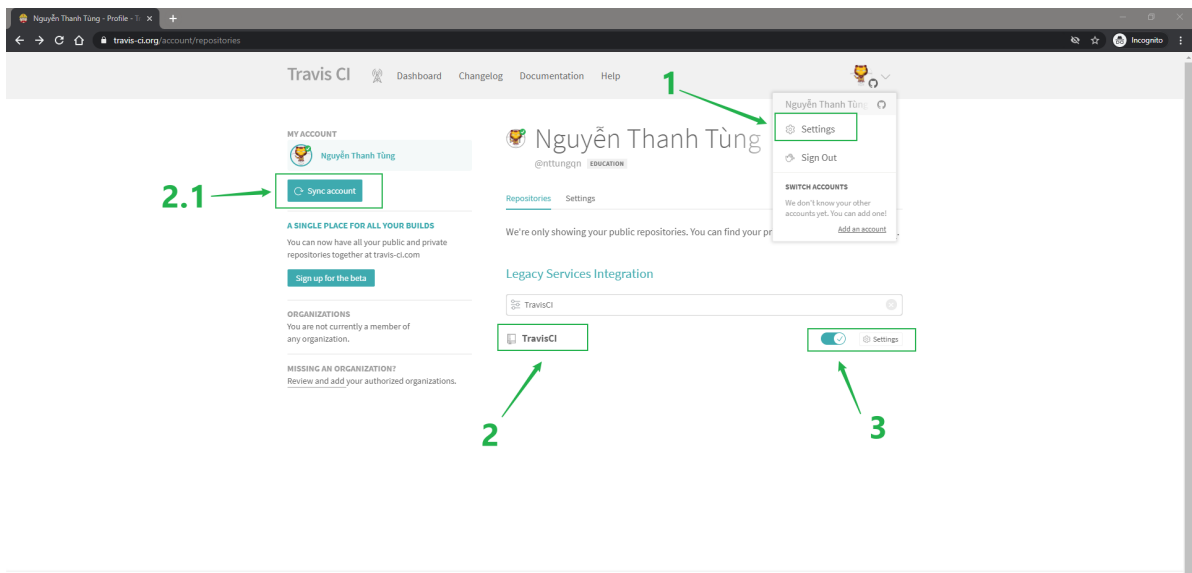 Nguyễn Thanh Tùng - Profile - T
travis-ci.org/account/repositories
Incognito
Travis CI
Dashboard
Changelog
Documentation
Help
1
Nguyễn Thanh Tùng
Settings
Sign Out
SWITCH ACCOUNTS
We don't know your other
accounts yet. You can add one!
Add an account
MY ACCOUNT
Nguyễn Thanh Tùng
2.1
Sync account
A SINGLE PLACE FOR ALL YOUR BUILDS
You can now have all your public and private
repositories together at travis-ci.com
Sign up for the beta
ORGANIZATIONS
You are not currently a member of
any organization.
MISSING AN ORGANIZATION?
Review and add your authorized organizations.
Nguyễn Thanh Tùng
@nttungqn EDUCATION
Repositories
Settings
We're only showing your public repositories. You can find your pr
Legacy Services Integration
TravisCI
TravisCI
Settings
2
3